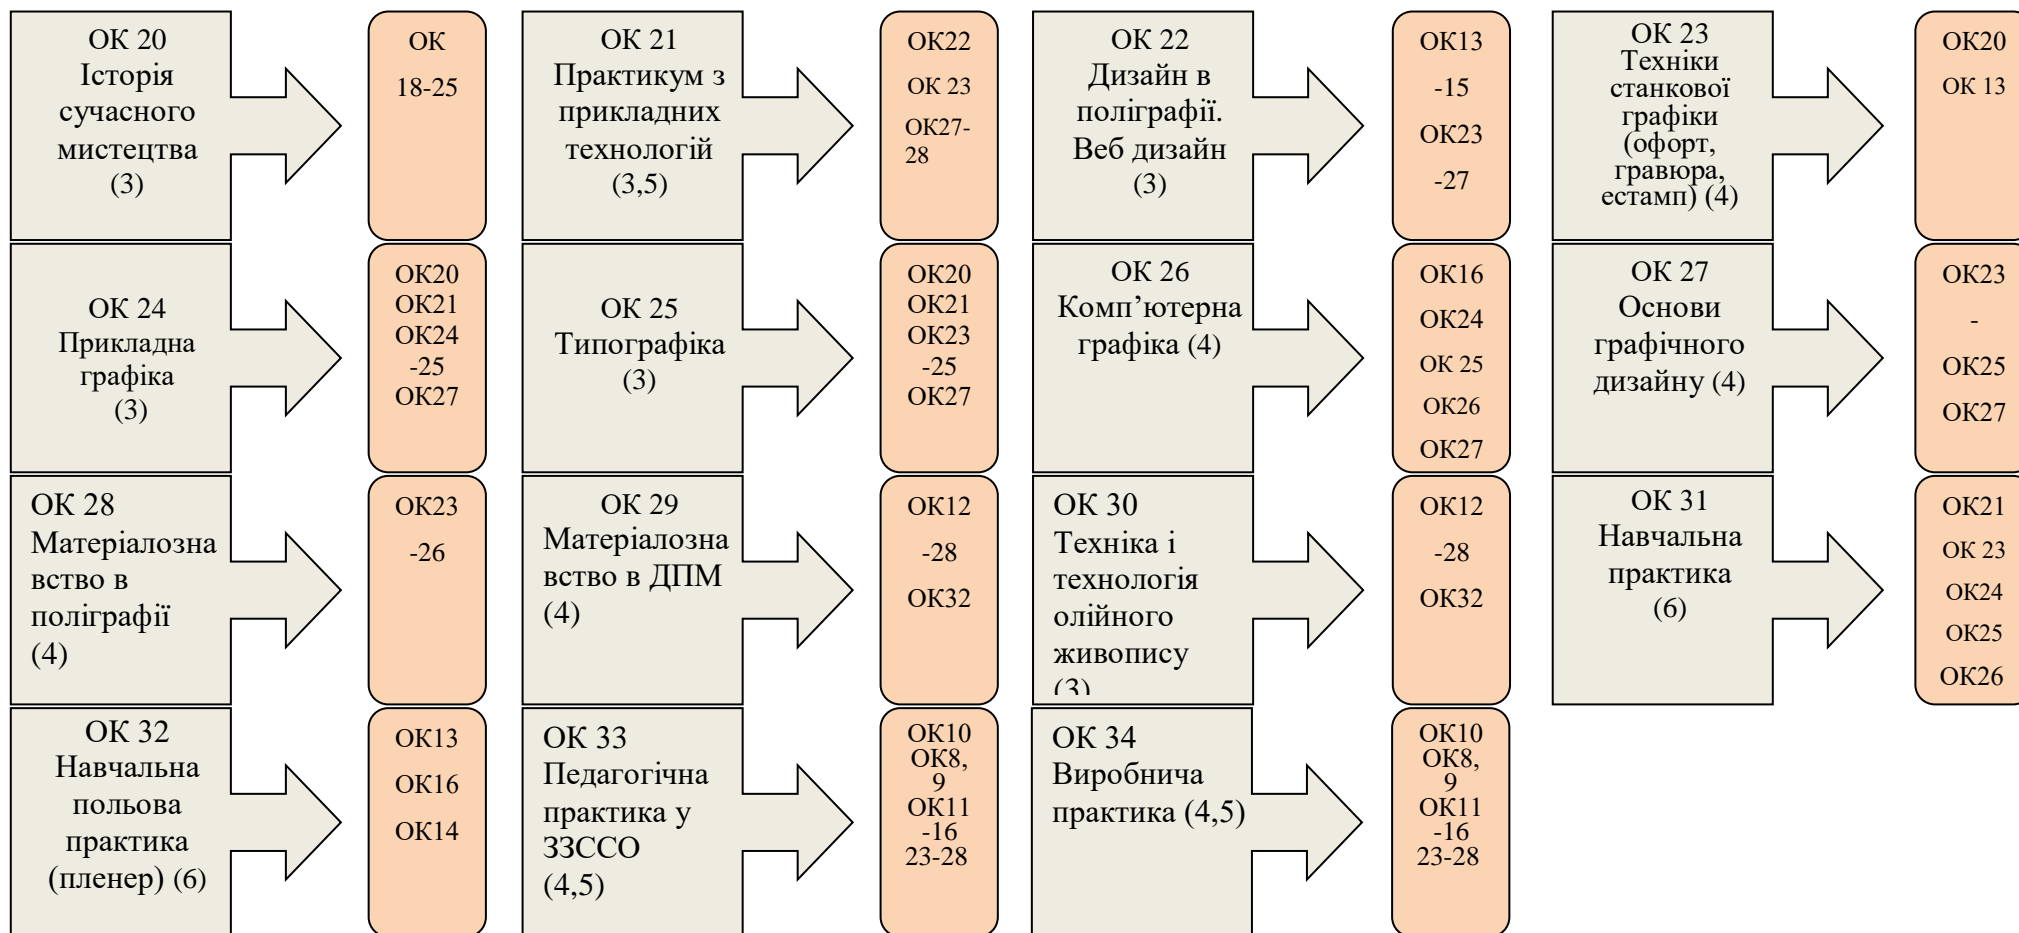 ОК 20
Історія
сучасного
мистецтва
(3)
ОК
18-25
ОК 21
Практикум з
прикладних
технологій
(3,5)
ОК22
ОК 23
ОК27-
28
ОК 22
Дизайн в
поліграфії.
Веб дизайн
(3)
ОК13
-15
ОК23
-27
ОК 23
Техніки
станкової
графіки
(офорт,
гравюра,
естамп) (4)
ОК20
ОК 13
ОК 24
Прикладна
графіка
(3)
ОК20
ОК21
ОК24
-25
ОК27
ОК 25
Типографіка
(3)
ОК20
ОК21
ОК23
-25
ОК27
ОК 26
Комп’ютерна
графіка (4)
ОК16
ОК24
ОК 25
ОК26
ОК27
ОК 27
Основи
графічного
дизайну (4)
ОК23
-
ОК25
ОК27
ОК 28
Матеріалозна
вство в
поліграфії
(4)
ОК23
-26
ОК 29
Матеріалозна
вство в ДПМ
(4)
ОК12
-28
ОК32
ОК 30
Техніка і
технологія
олійного
живопису
(3)
ОК12
-28
ОК32
ОК 31
Навчальна
практика
(6)
ОК21
ОК 23
ОК24
ОК25
ОК26
ОК 32
Навчальна
польова
практика
(пленер) (6)
ОК13
ОК16
ОК14
ОК 33
Педагогічна
практика у
ЗЗССО
(4,5)
ОК10
ОК8,
9
ОК11
-16
23-28
ОК 34
Виробнича
практика (4,5)
ОК10
ОК8,
9
ОК11
-16
23-28